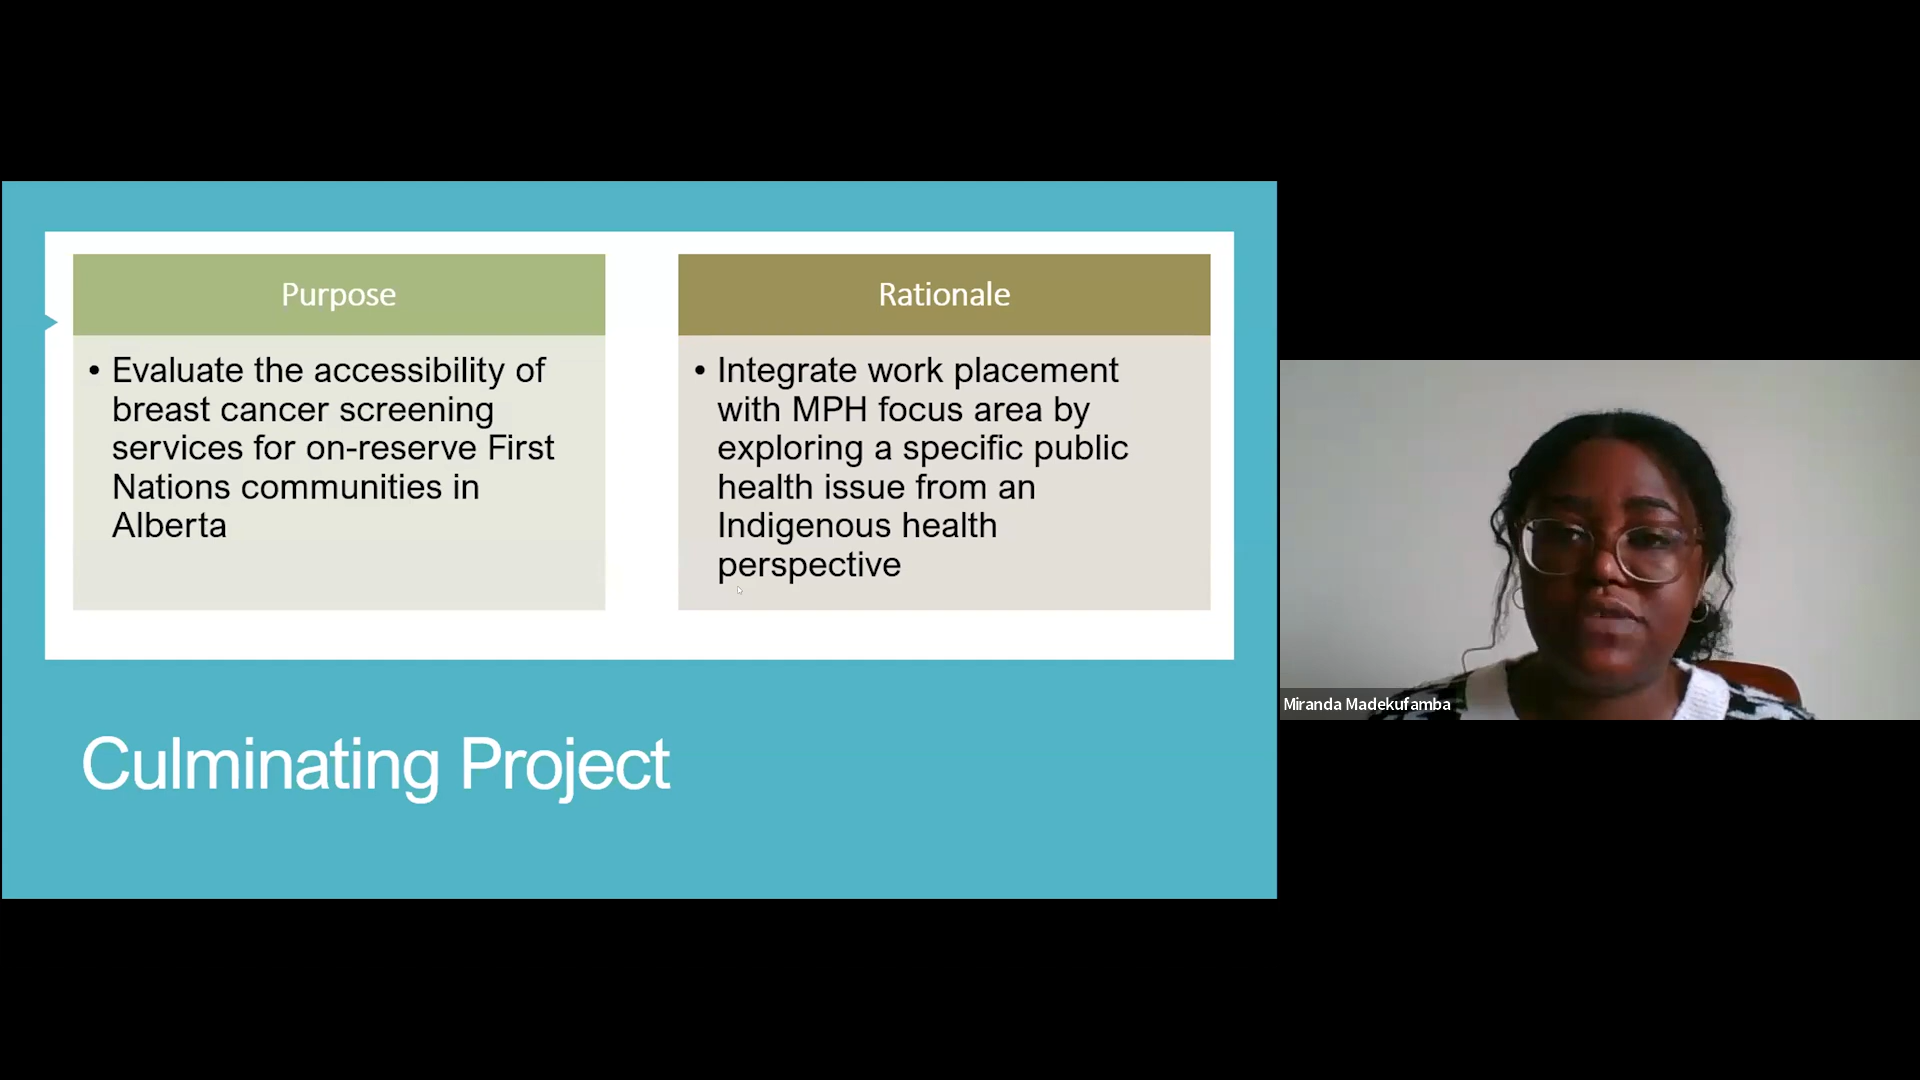 Purpose
• Evaluate the accessibility of
breast cancer screening
services for on-reserve First
Nations communities in
Alberta
Rationale
• Integrate work placement
with MPH focus area by
exploring a specific public
health issue from an
Indigenous health
perspective
Culminating Project
Miranda Madekufamba